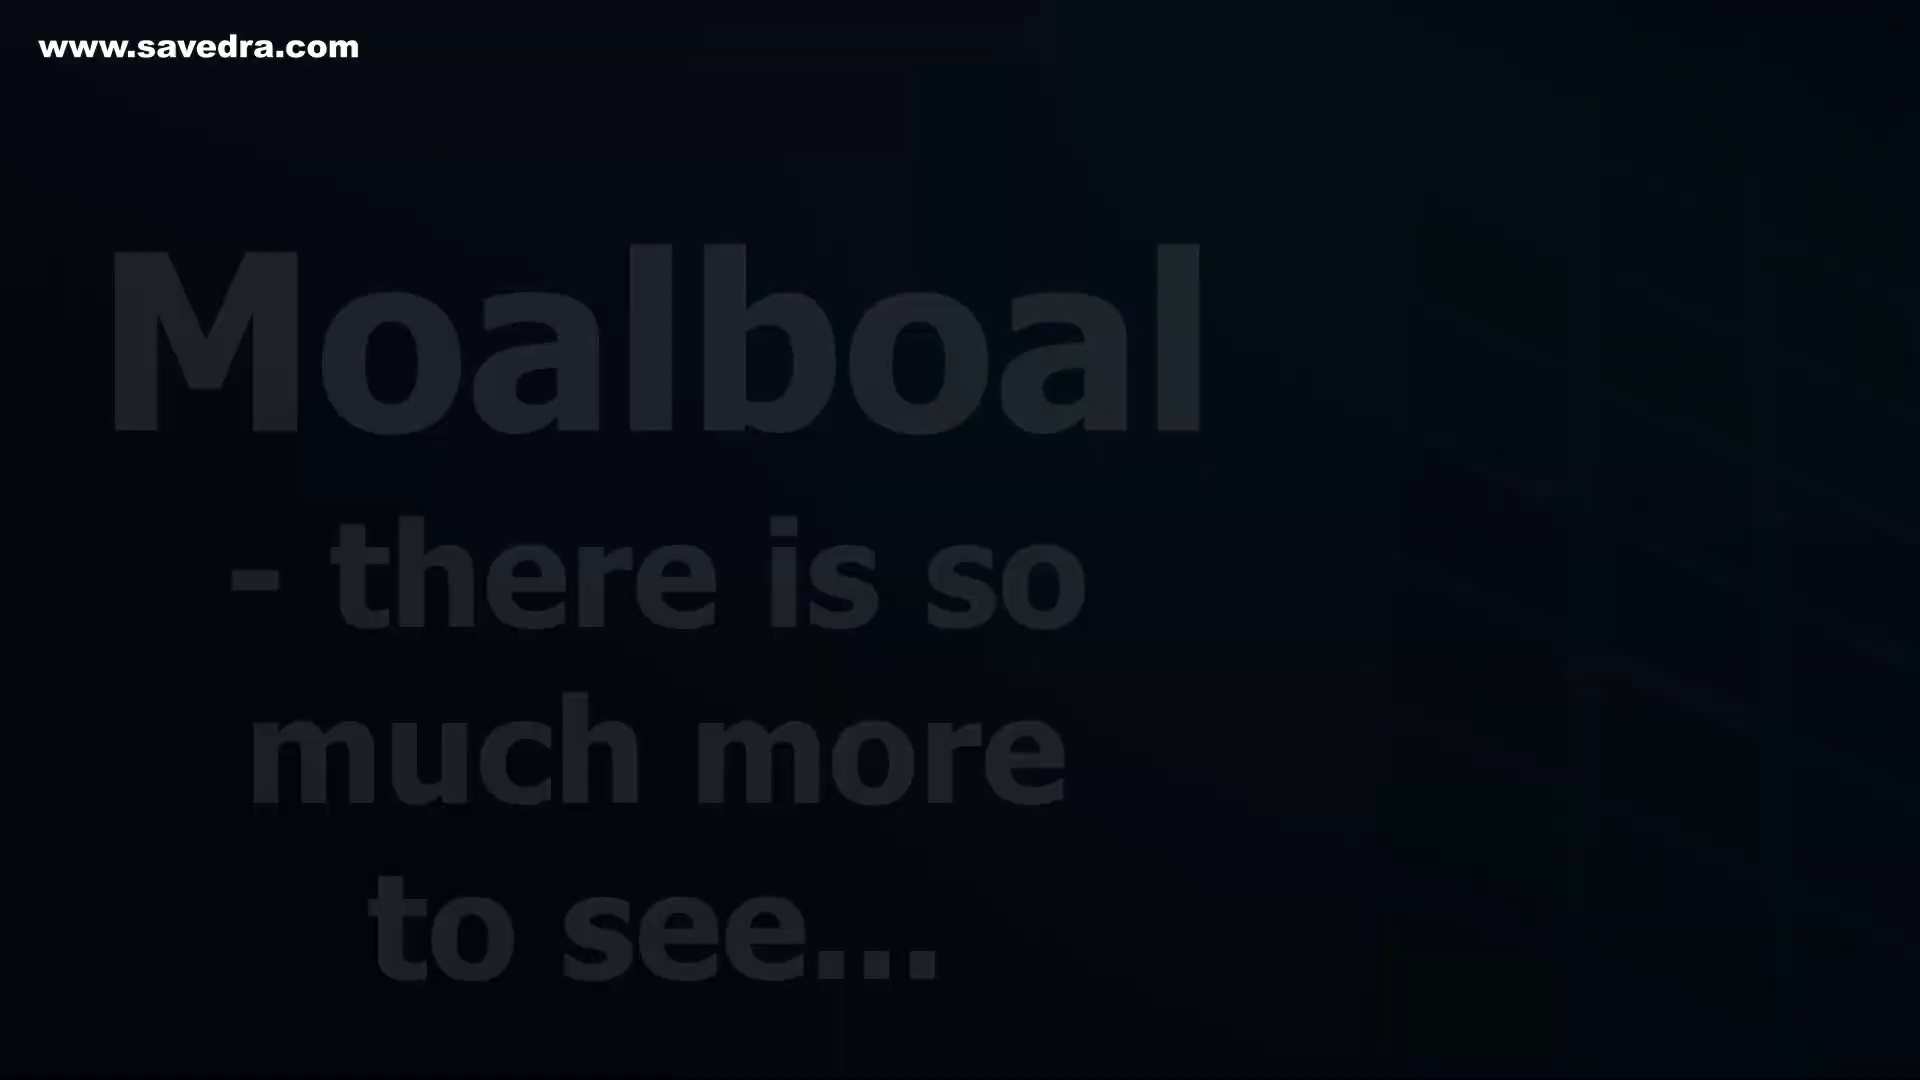 www.savedra.com
Moalboal
- there is so
much more
to see...